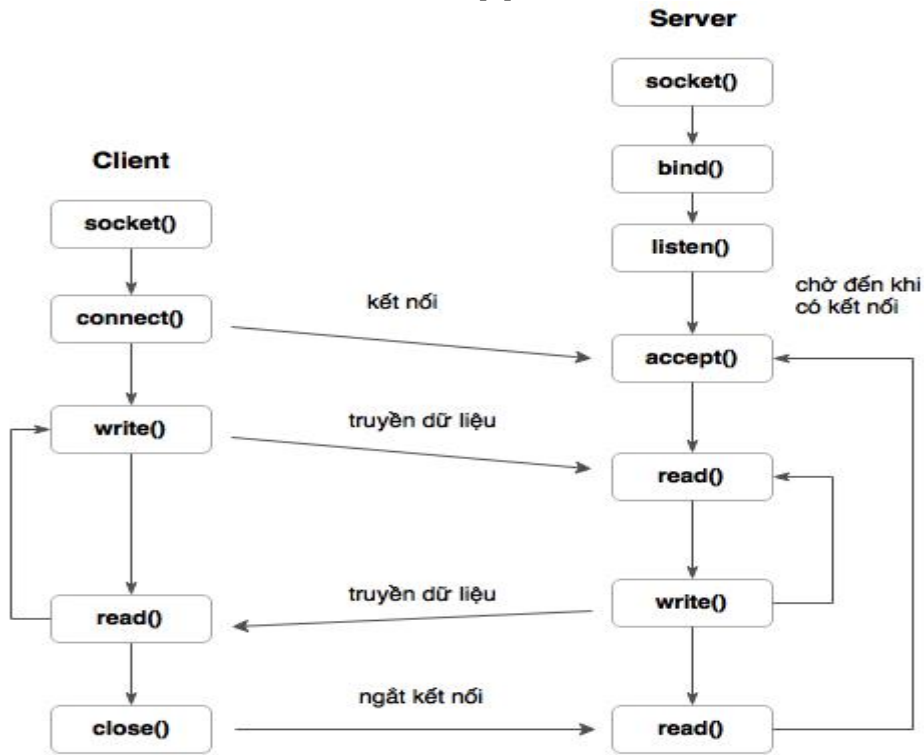 Server
socket()
bind()
listen()
chờ đến khi
có kết nối
accept()
read()
write()
read()
Client
socket()
connect()
write()
read()
close()
kết nối
truyền dữ liệu
truyền dữ liệu
ngắt kết nối